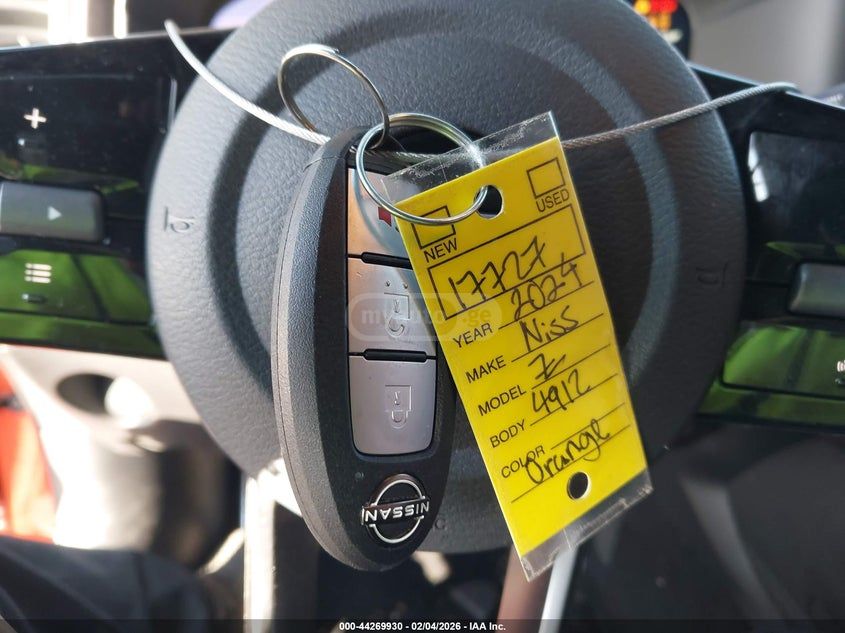 USED
NEW
17727
YEAR 2024
MAKE Niss
MODEL Z
BODY 4912
COLOR Orange
NISSAN
000-44269930 - 02/04/2026 - IAA Inc.